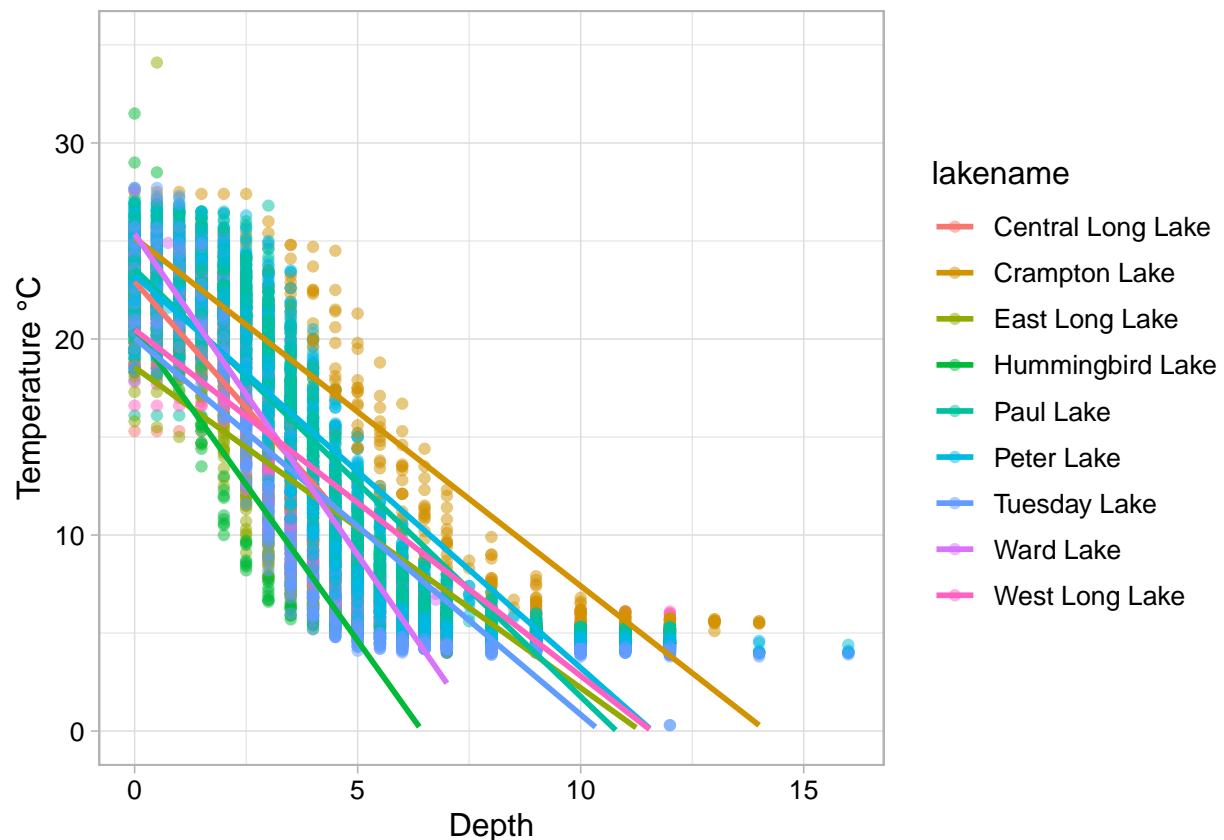 30
20
10
0
Temperature °C
0 5 10 15
Depth
lakename
Central Long Lake
Crampton Lake
East Long Lake
Hummingbird Lake
Paul Lake
Peter Lake
Tuesday Lake
Ward Lake
West Long Lake